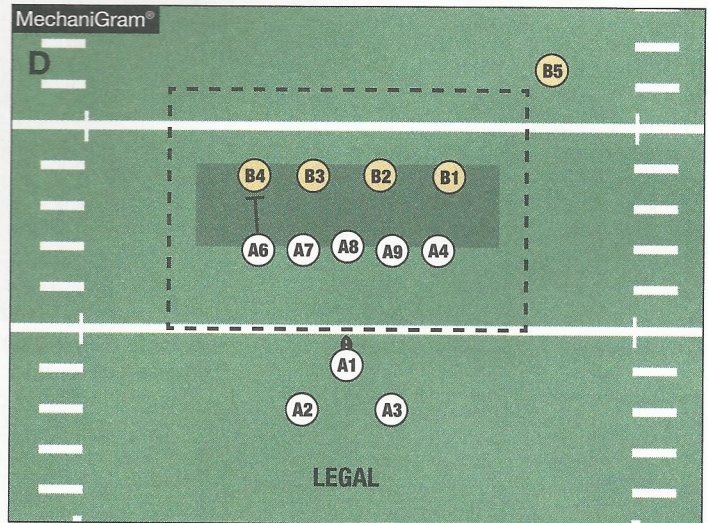 MechaniGram®
D
B5
B4 B3 B2 B1
A6 A7 A8 A9 A4
A1
A2 A3
LEGAL